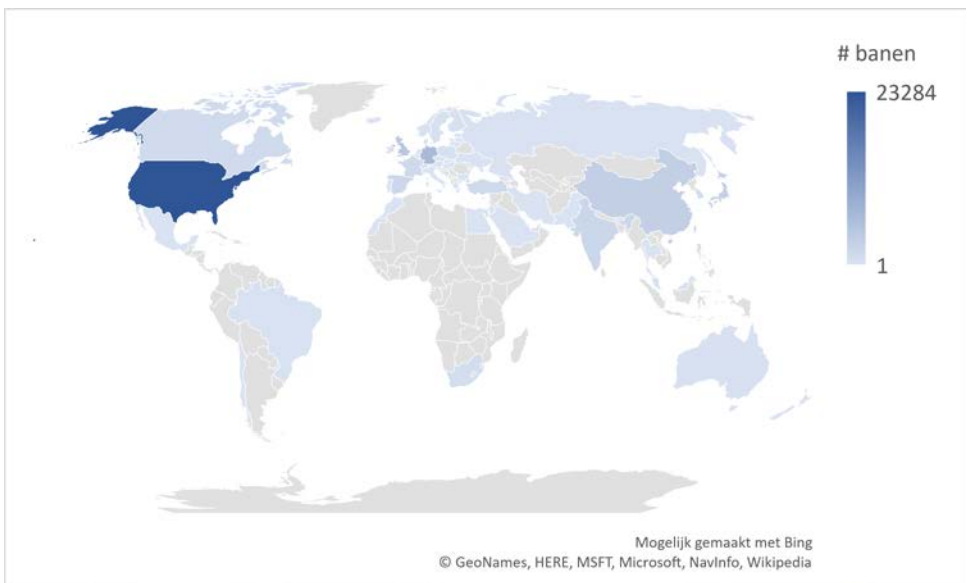 # banen
23284
1
Mogelijk gemaakt met Bing
© GeoNames, HERE, MSFT, Microsoft, NavInfo, Wikipedia